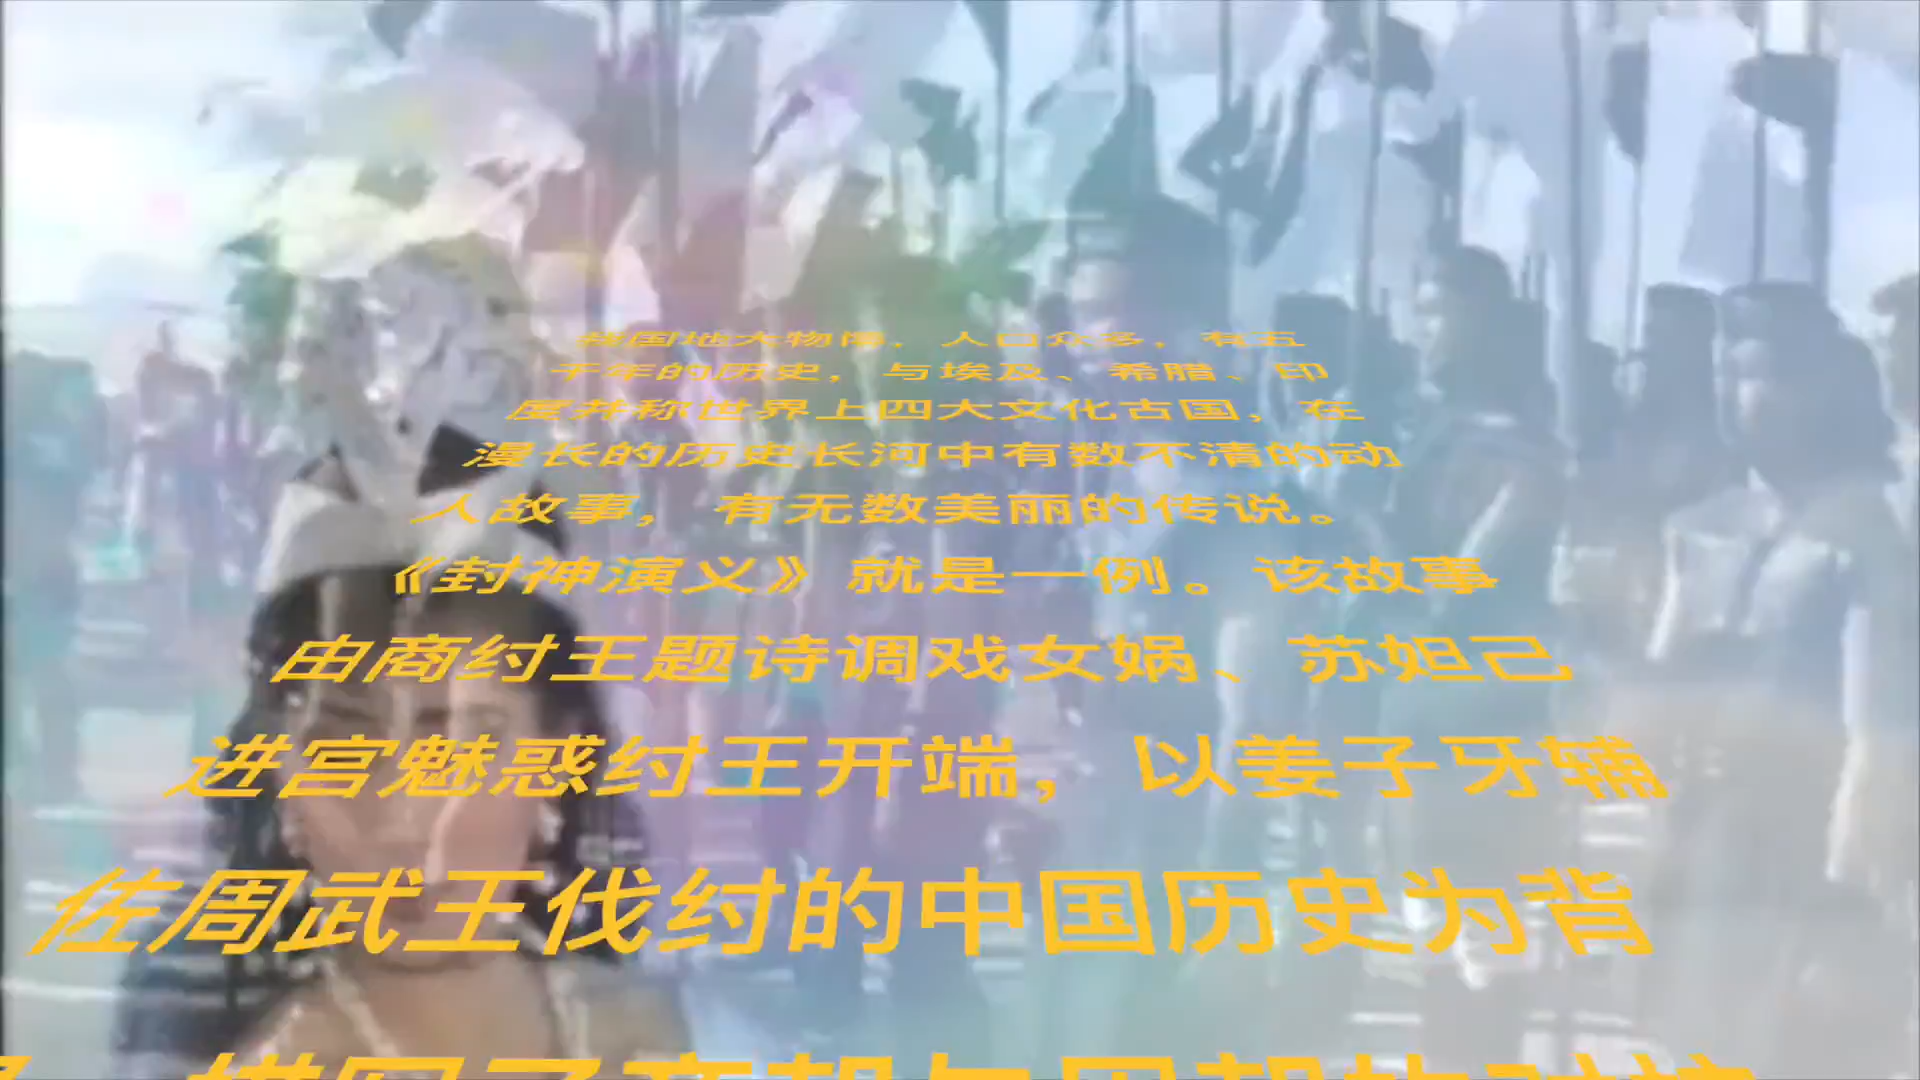 我国地大物博，人口众多，有五
千年的历史，与埃及、希腊、印
度并称世界上四大文化古国，在
漫长的历史长河中有数不清的动
人故事，有无数美丽的传说。
《封神演义》就是一例。该故事
由商纣王题诗调戏女娲、苏妲己
进宫魅惑纣王开端，以姜子牙辅
佐周武王伐纣的中国历史为背